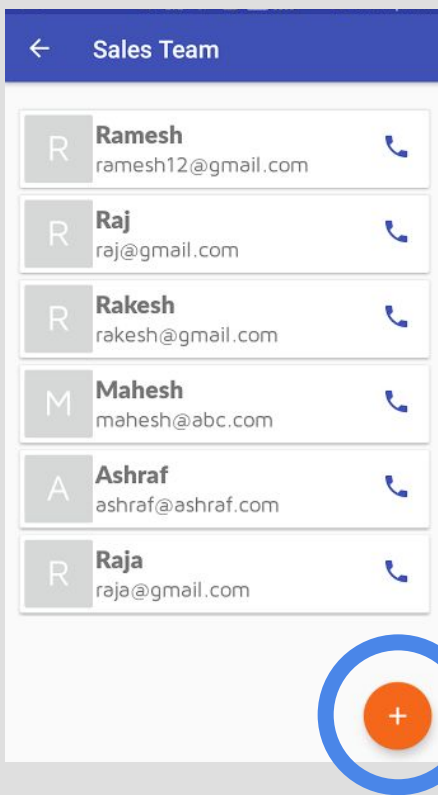 Sales Team
R
Ramesh
ramesh12@gmail.com
R
Raj
raj@gmail.com
R
Rakesh
rakesh@gmail.com
M
Mahesh
mahesh@abc.com
A
Ashraf
ashraf@ashraf.com
R
Raja
raja@gmail.com
+